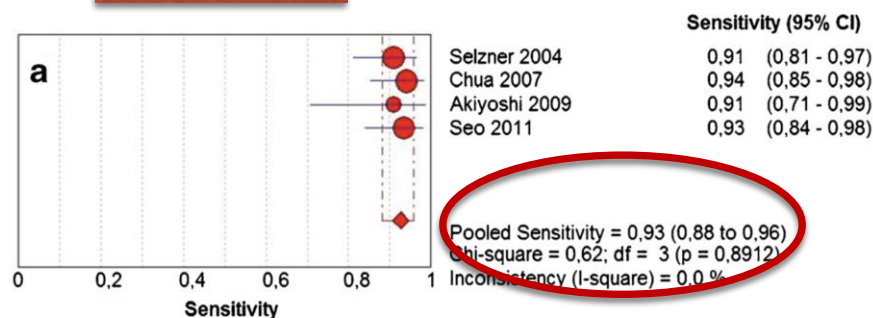 Sensitivity (95% CI)
a
Selzner 2004 0,91 (0,81 - 0,97)
Chua 2007 0,94 (0,85 - 0,98)
Akiyoshi 2009 0,91 (0,71 - 0,99)
Seo 2011 0,93 (0,84 - 0,98)
Pooled Sensitivity = 0,93 (0,88 to 0,96)
Chi-square = 0,62; df = 3 (p = 0,8912)
Inconsistency (I-square) = 0,0 %
0 0,2 0,4 0,6 0,8 1
Sensitivity